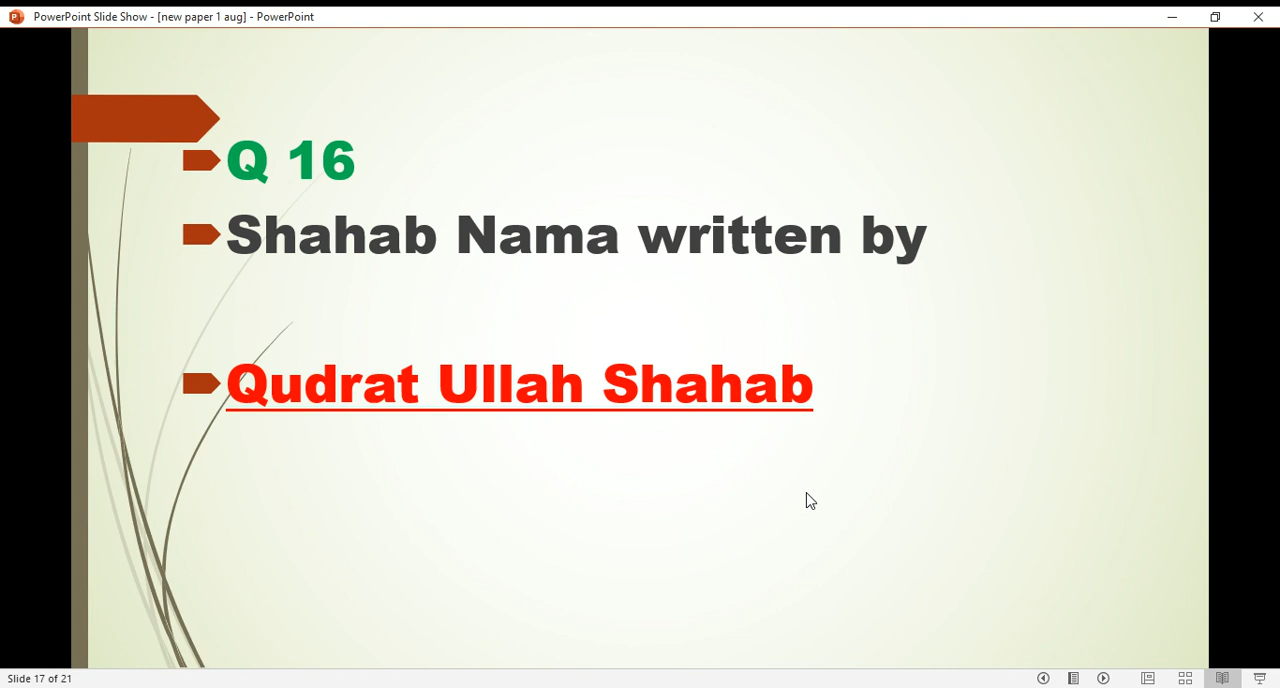 PowerPoint Slide Show - [new paper 1 aug] - PowerPoint
Q 16
Shahab Nama written by
Qudrat Ullah Shahab
Slide 17 of 21